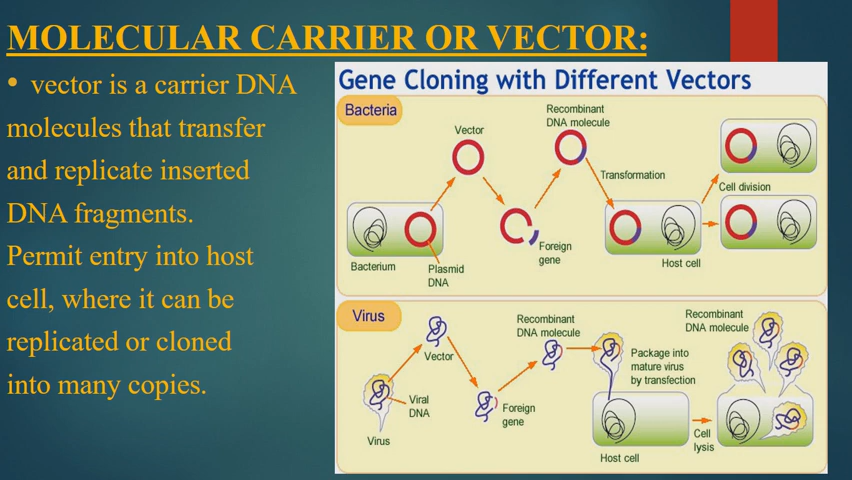 MOLECULAR CARRIER OR VECTOR:
• vector is a carrier DNA
molecules that transfer
and replicate inserted
DNA fragments.
Permit entry into host
cell, where it can be
replicated or cloned
into many copies.
Gene Cloning with Different Vectors
Bacteria
Vector
Recombinant
DNA molecule
Transformation
Cell division
Foreign
gene
Bacterium
Plasmid
DNA
Host cell
Virus
Vector
Recombinant
DNA molecule
Recombinant
DNA molecule
Package into
mature virus
by transfection
Viral
DNA
Foreign
gene
Virus
Cell
lysis
Host cell